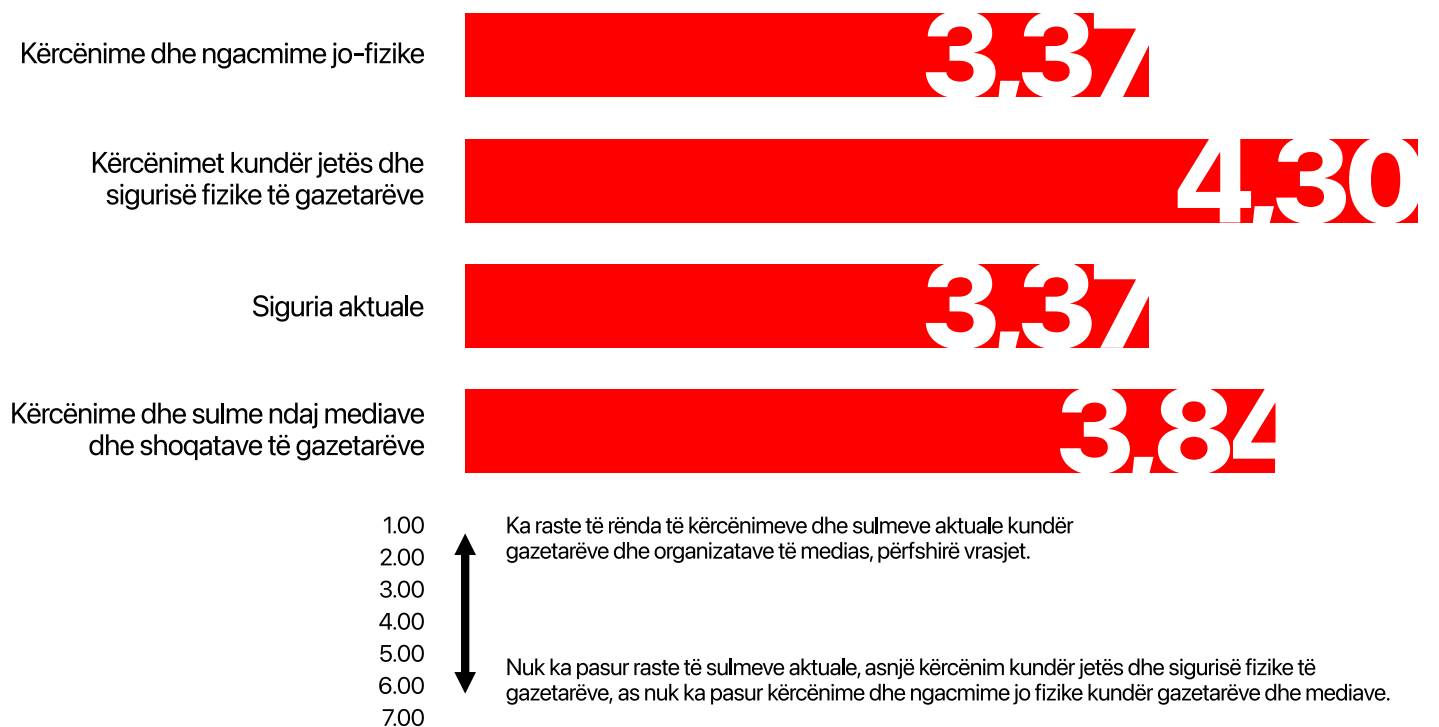 Kërcënime dhe ngacmime jo-fizike
3,37
Kërcënimet kundër jetës dhe
sigurisë fizike të gazetarëve
4,30
Siguria aktuale
3,37
Kërcënime dhe sulme ndaj mediave
dhe shoqatave të gazetarëve
3,84
1.00
2.00
3.00
4.00
5.00
6.00
7.00
Ka raste të rënda të kërcënimeve dhe sulmeve aktuale kundër
gazetarëve dhe organizatave të medias, përfshirë vrasjet.
Nuk ka pasur raste të sulmeve aktuale, asnjë kërcënim kundër jetës dhe sigurisë fizike të
gazetarëve, as nuk ka pasur kërcënime dhe ngacmime jo fizike kundër gazetarëve dhe mediave.